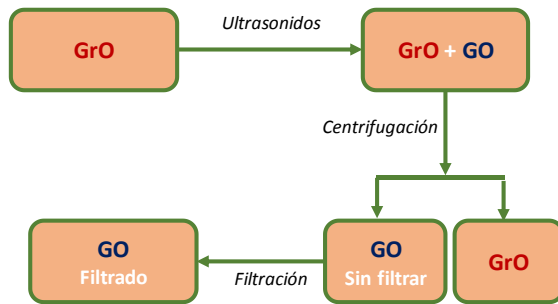 Ultrasonidos
GrO
GrO + GO
Centrifugación
GO
Filtrado
Filtración
GO
Sin filtrar
GrO